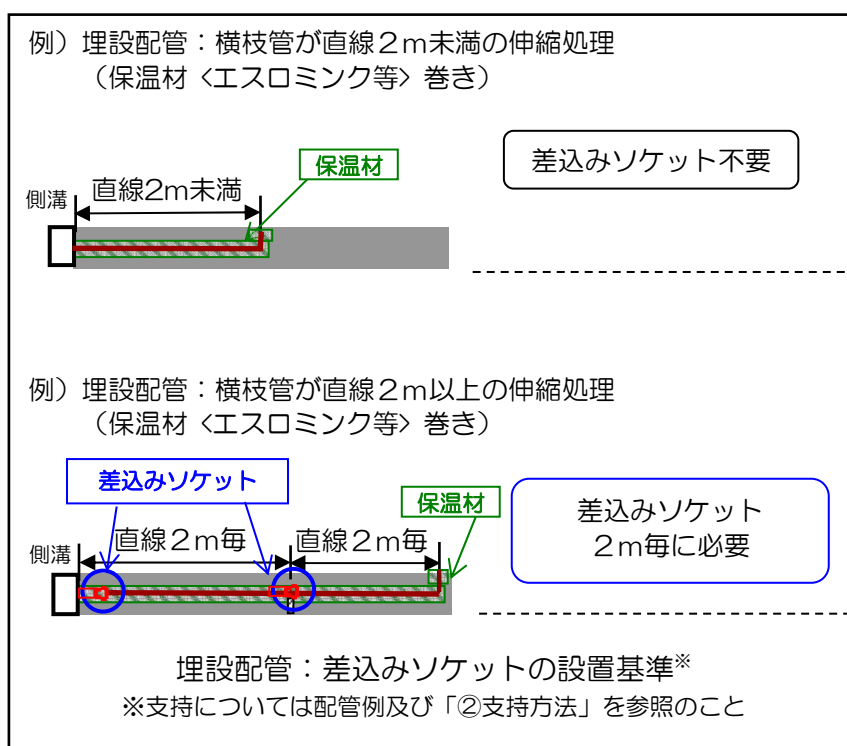 例）埋設配管：横枝管が直線２ｍ未満の伸縮処理
（保温材〈エスロミンク等〉巻き）
差込みソケット不要
保温材
直線2ｍ未満
側溝
例）埋設配管：横枝管が直線２ｍ以上の伸縮処理
（保温材〈エスロミンク等〉巻き）
差込みソケット
保温材
差込みソケット
２ｍ毎に必要
直線２ｍ毎
直線２ｍ毎
側溝
埋設配管：差込みソケットの設置基準※
※支持については配管例及び「②支持方法」を参照のこと